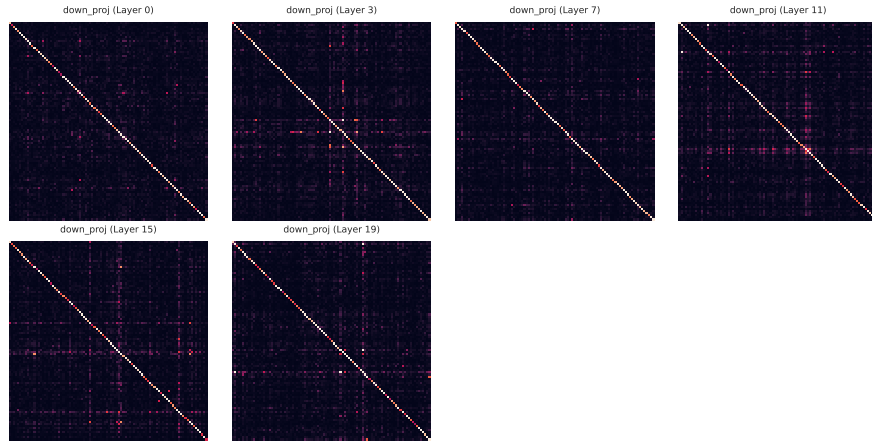 down_proj (Layer 0)
down_proj (Layer 3)
down_proj (Layer 7)
down_proj (Layer 11)
down_proj (Layer 15)
down_proj (Layer 19)